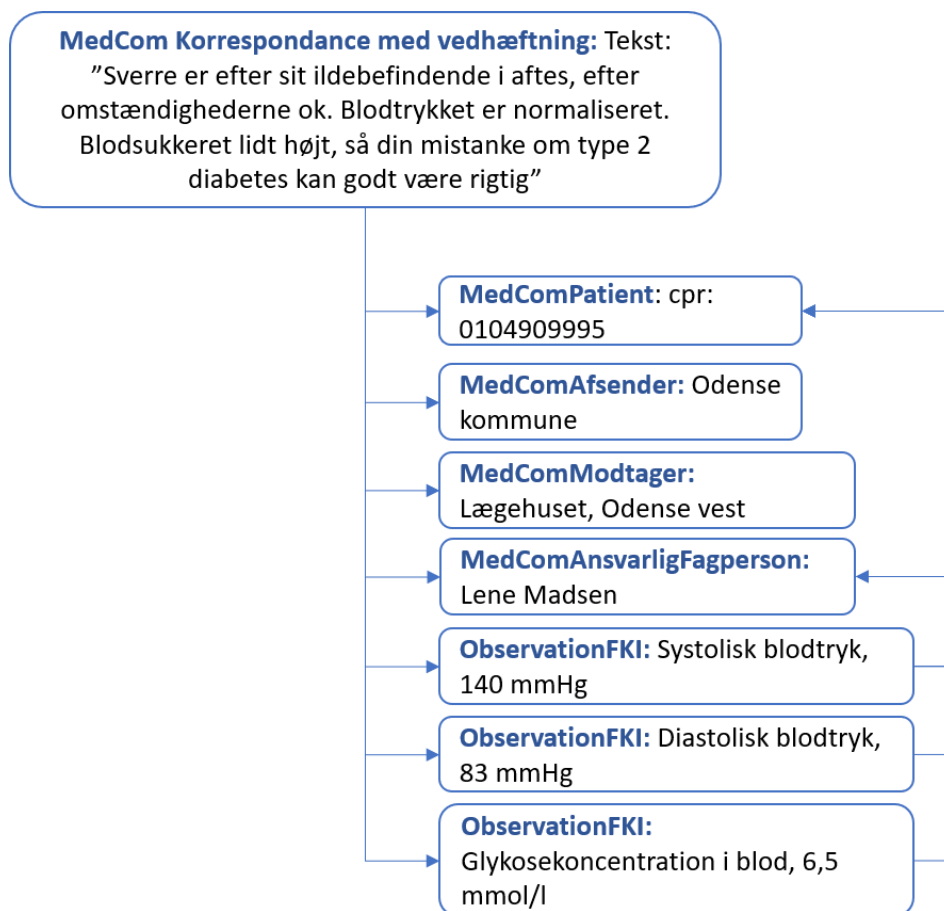 MedCom Korrespondance med vedhæftning: Tekst:
”Sverre er efter sit ildebefindende i aftes, efter
omstændighederne ok. Blodtrykket er normaliseret.
Blodsukkeret lidt højt, så din mistanke om type 2
diabetes kan godt være rigtig”
MedComPatient: cpr:
0104909995
MedComAfsender: Odense
kommune
MedComModtager:
Lægehuset, Odense vest
MedComAnsvarligFagperson:
Lene Madsen
ObservationFKI: Systolisk blodtryk,
140 mmHg
ObservationFKI: Diastolisk blodtryk,
83 mmHg
ObservationFKI:
Glykosekoncentration i blod, 6,5
mmol/l